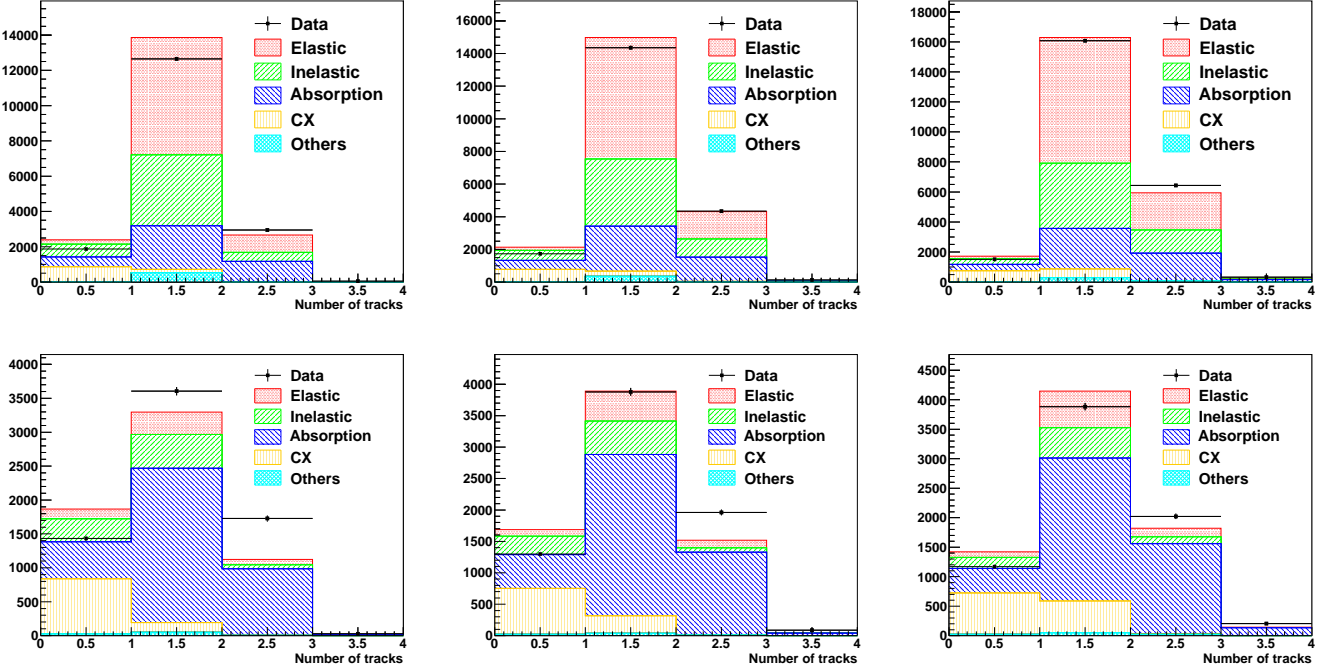 14000
12000
10000
8000
6000
4000
2000
0
0 0.5 1 1.5 2 2.5 3 3.5 4
Number of tracks
Data
Elastic
Inelastic
Absorption
CX
Others
16000
14000
12000
10000
8000
6000
4000
2000
0
0 0.5 1 1.5 2 2.5 3 3.5 4
Number of tracks
Data
Elastic
Inelastic
Absorption
CX
Others
18000
16000
14000
12000
10000
8000
6000
4000
2000
0
0 0.5 1 1.5 2 2.5 3 3.5 4
Number of tracks
Data
Elastic
Inelastic
Absorption
CX
Others
4000
3500
3000
2500
2000
1500
1000
500
0
0 0.5 1 1.5 2 2.5 3 3.5 4
Number of tracks
Data
Elastic
Inelastic
Absorption
CX
Others
4000
3500
3000
2500
2000
1500
1000
500
0
0 0.5 1 1.5 2 2.5 3 3.5 4
Number of tracks
Data
Elastic
Inelastic
Absorption
CX
Others
4500
4000
3500
3000
2500
2000
1500
1000
500
0
0 0.5 1 1.5 2 2.5 3 3.5 4
Number of tracks
Data
Elastic
Inelastic
Absorption
CX
Others